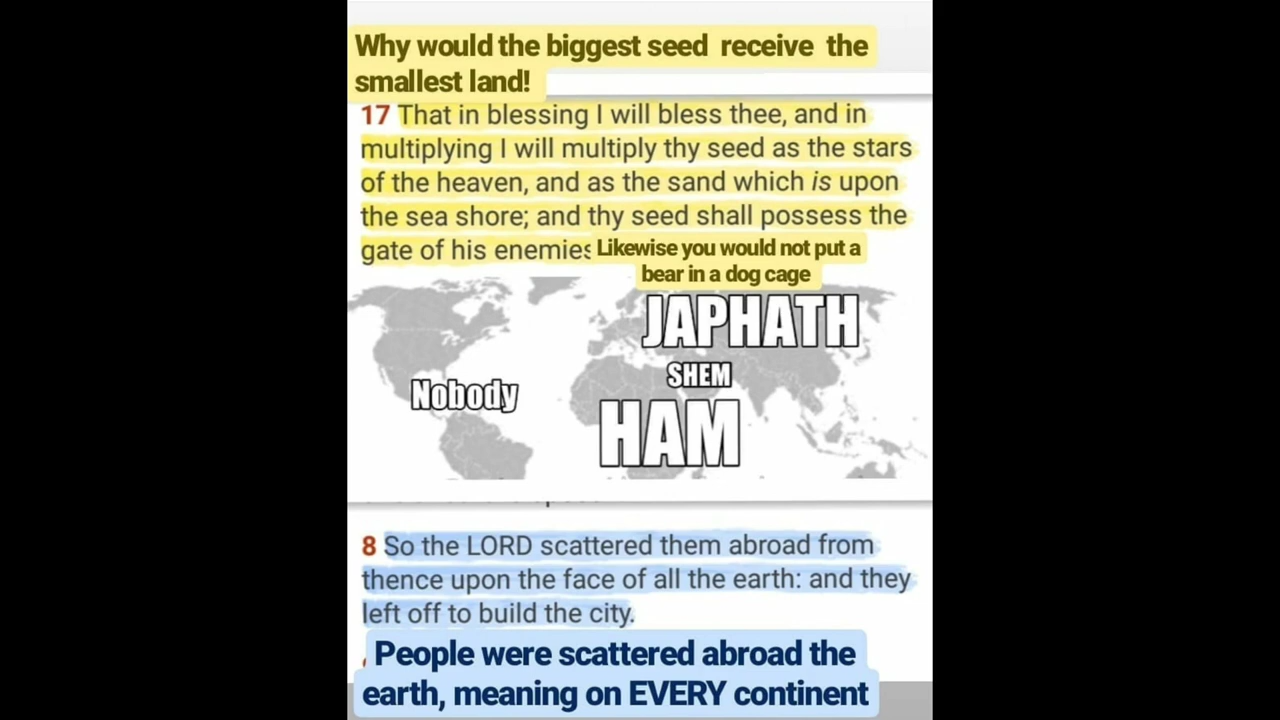 Why would the biggest seed receive the
smallest land!
17 That in blessing I will bless thee, and in
multiplying I will multiply thy seed as the stars
of the heaven, and as the sand which is upon
the sea shore; and thy seed shall possess the
gate of his enemies
Likewise you would not put a
bear in a dog cage
JAPHATH
SHEM
Nobody
HAM
8 So the LORD scattered them abroad from
thence upon the face of all the earth: and they
left off to build the city.
People were scattered abroad the
earth, meaning on EVERY continent